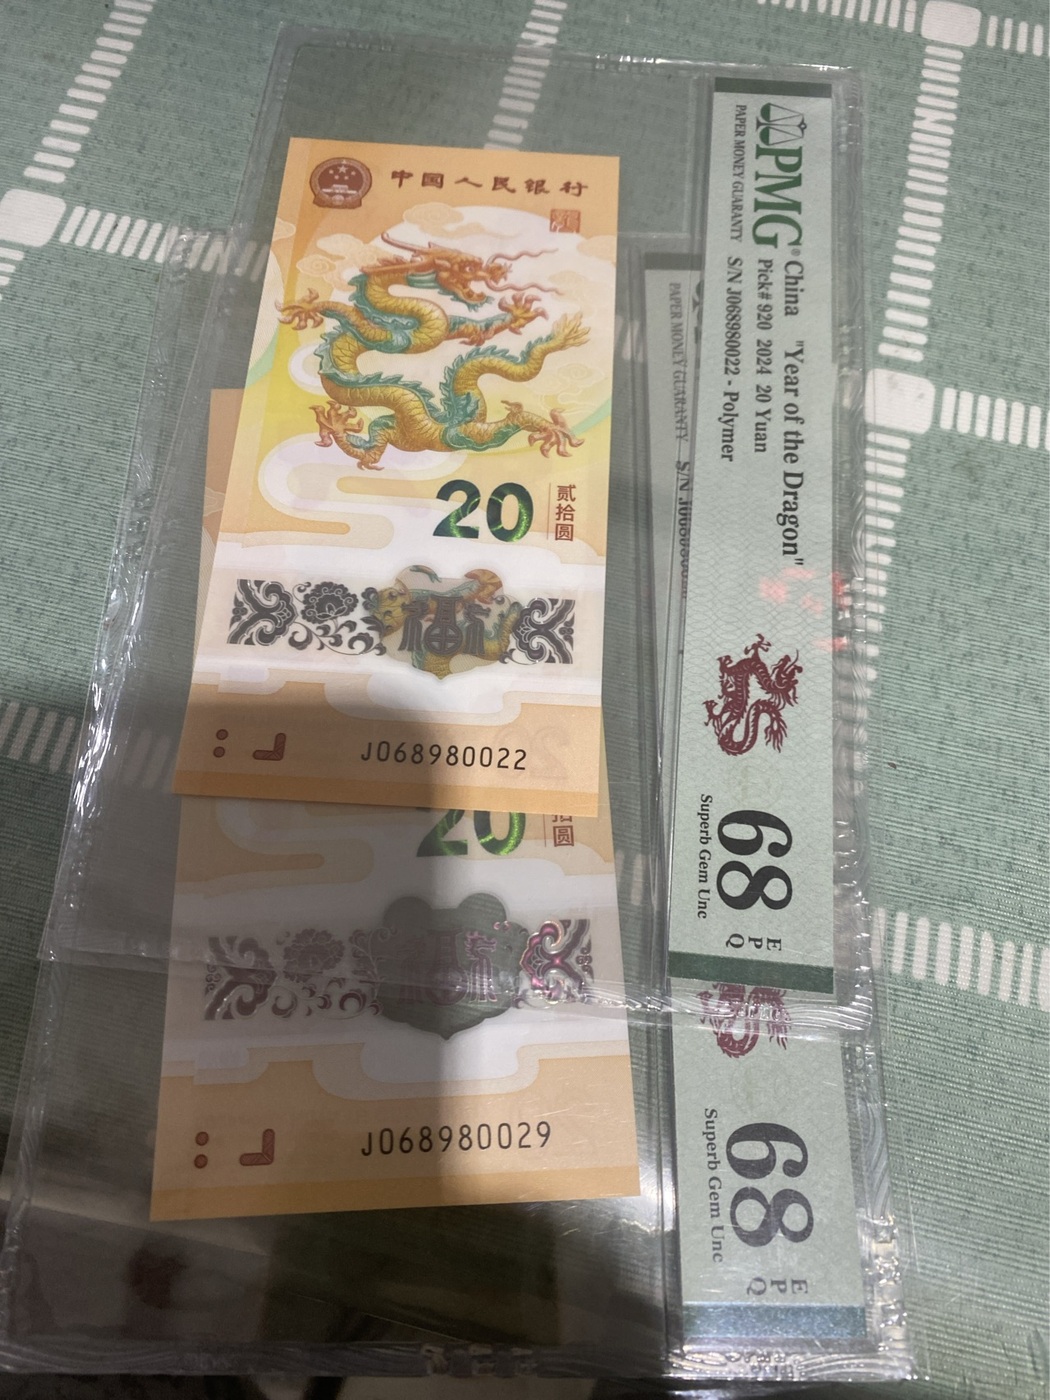 中国人民银行
20
贰拾圆
福
J068980022
PMG
PAPER MONEY GUARANTY
China "Year of the Dragon"
Pick# 920 2024 20 Yuan
S/N J068980022 - Polymer
68
EPQ
Superb Gem Unc
20
拾圆
福
J068980029
PAPER MONEY GUARANTY
68
EPQ
Superb Gem Unc